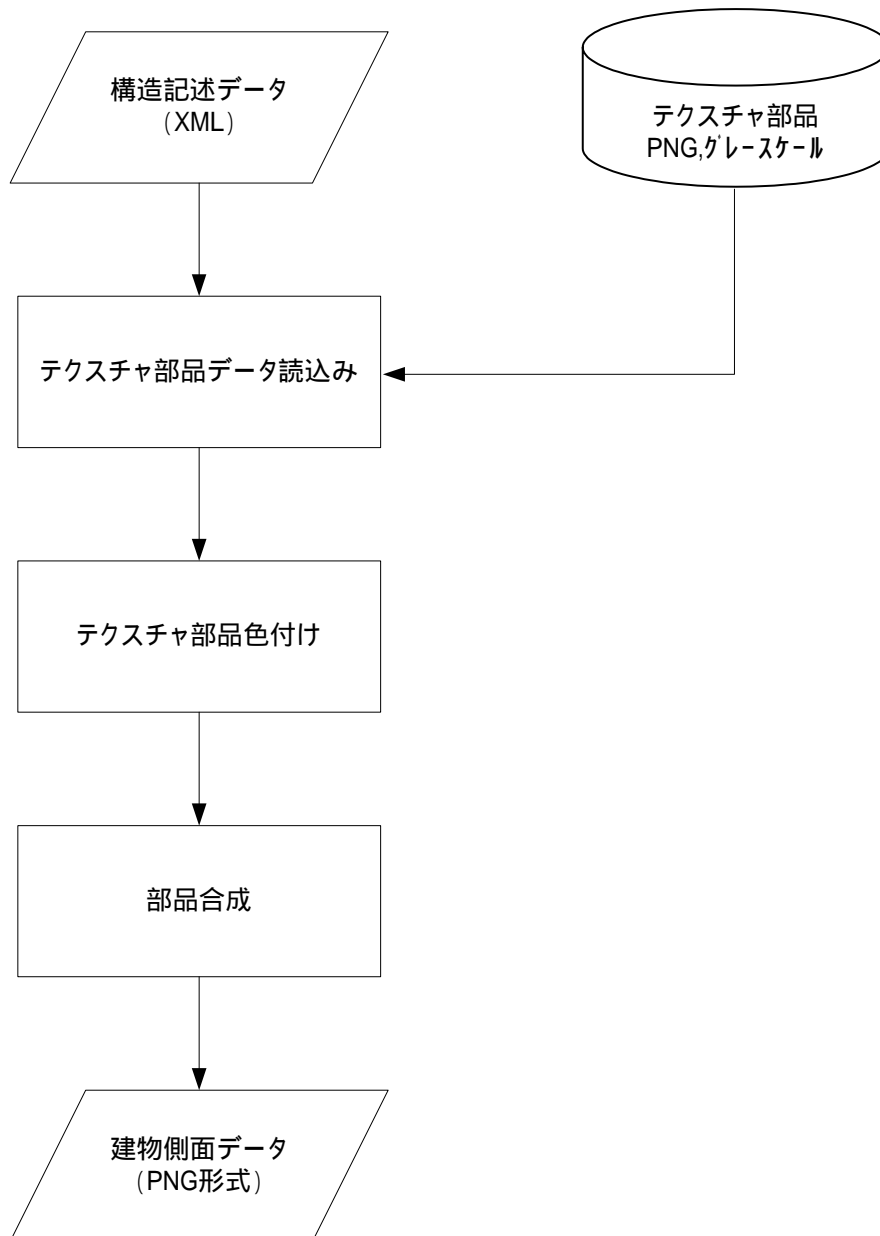 構造記述データ
(XML)
テクスチャ部品
PNG,グレースケール
テクスチャ部品データ読込み
テクスチャ部品色付け
部品合成
建物側面データ
(PNG形式)